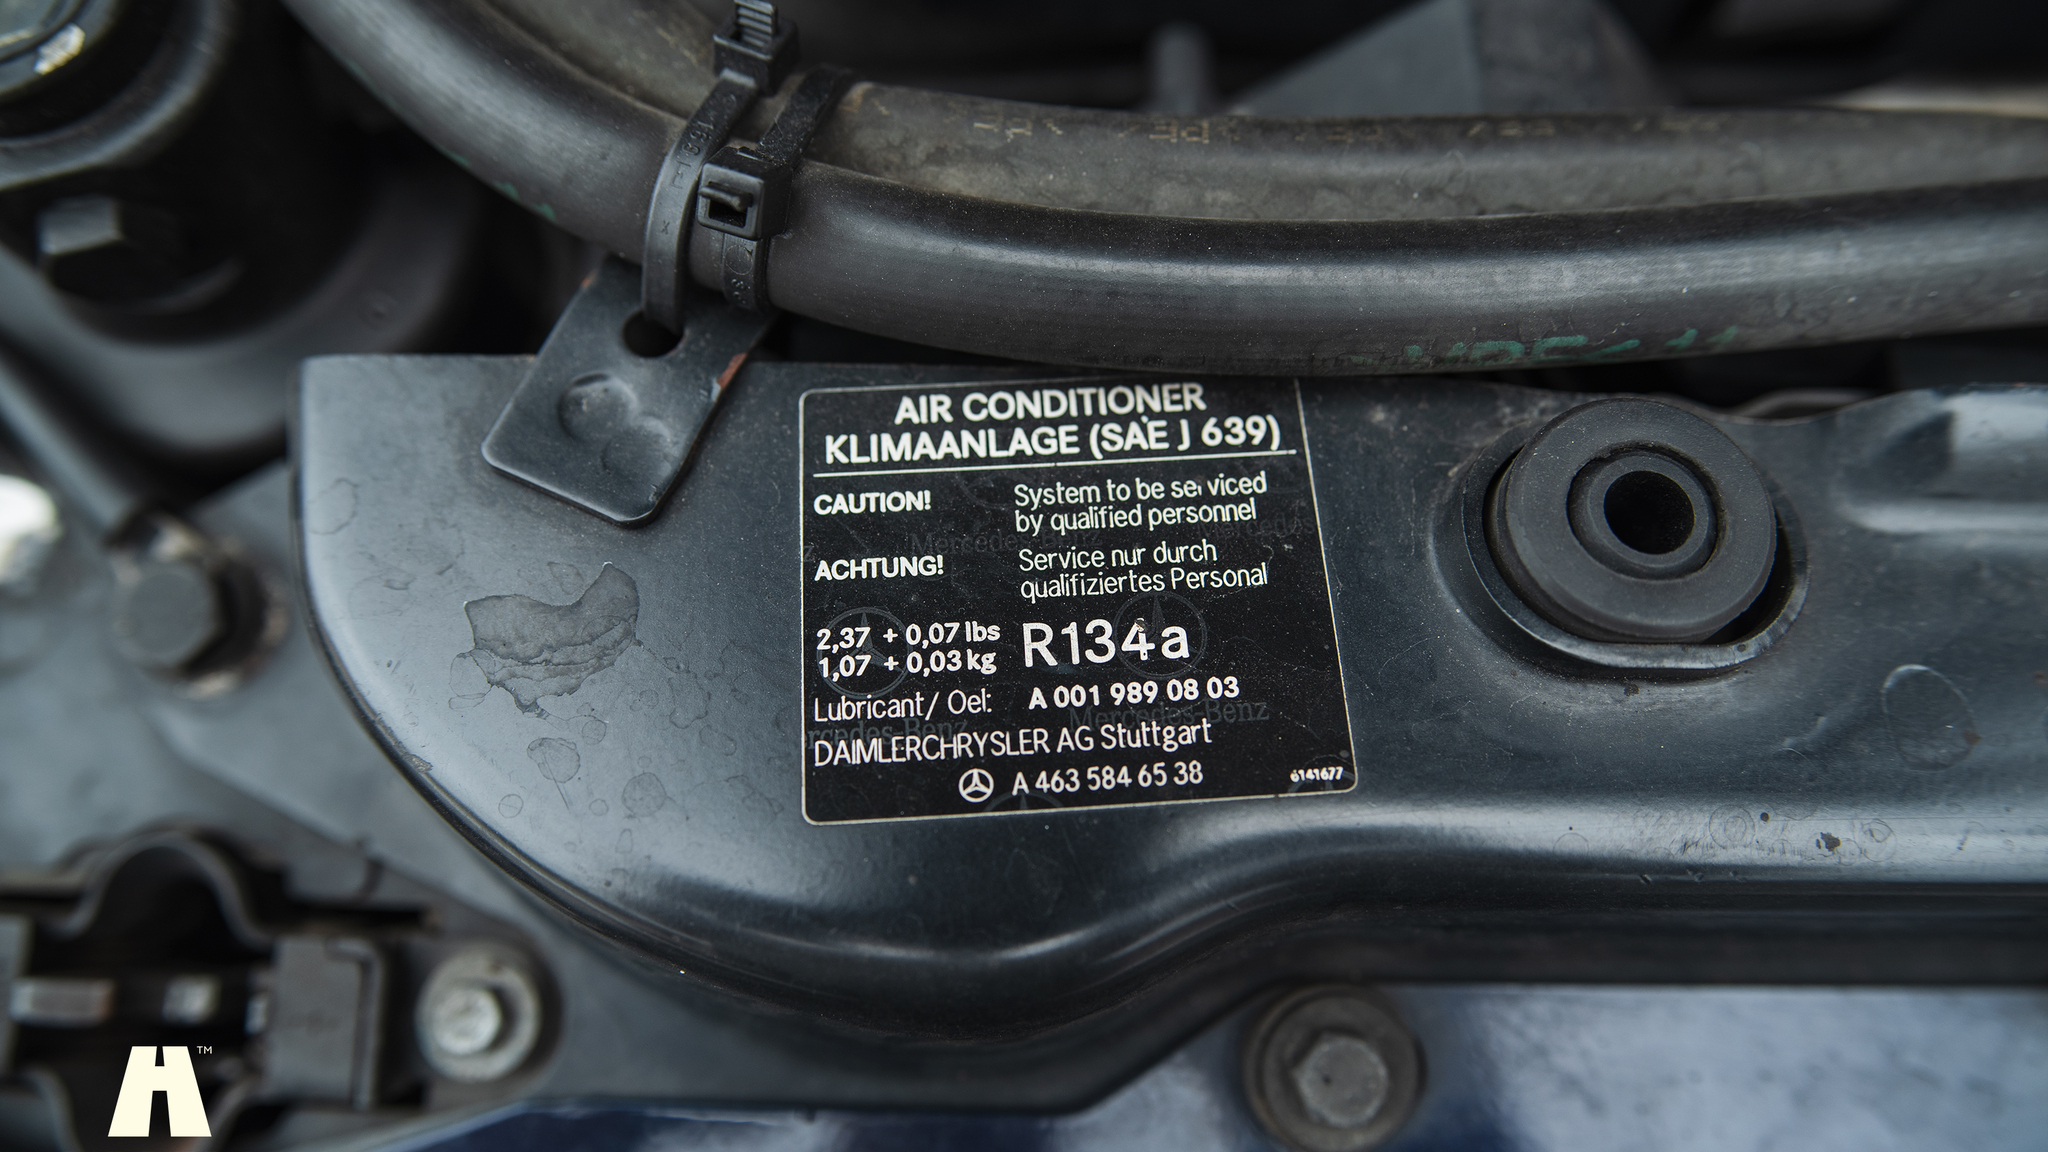 AIR CONDITIONER
KLIMAANLAGE (SAE J 639)
CAUTION! System to be serviced
by qualified personnel
ACHTUNG! Service nur durch
qualifiziertes Personal
2,37 + 0,07 lbs R134a
1,07 + 0,03 kg
Lubricant/ Oel: A 001 989 08 03
DAIMLERCHRYSLER AG Stuttgart
A 463 584 65 38 6141677
H™